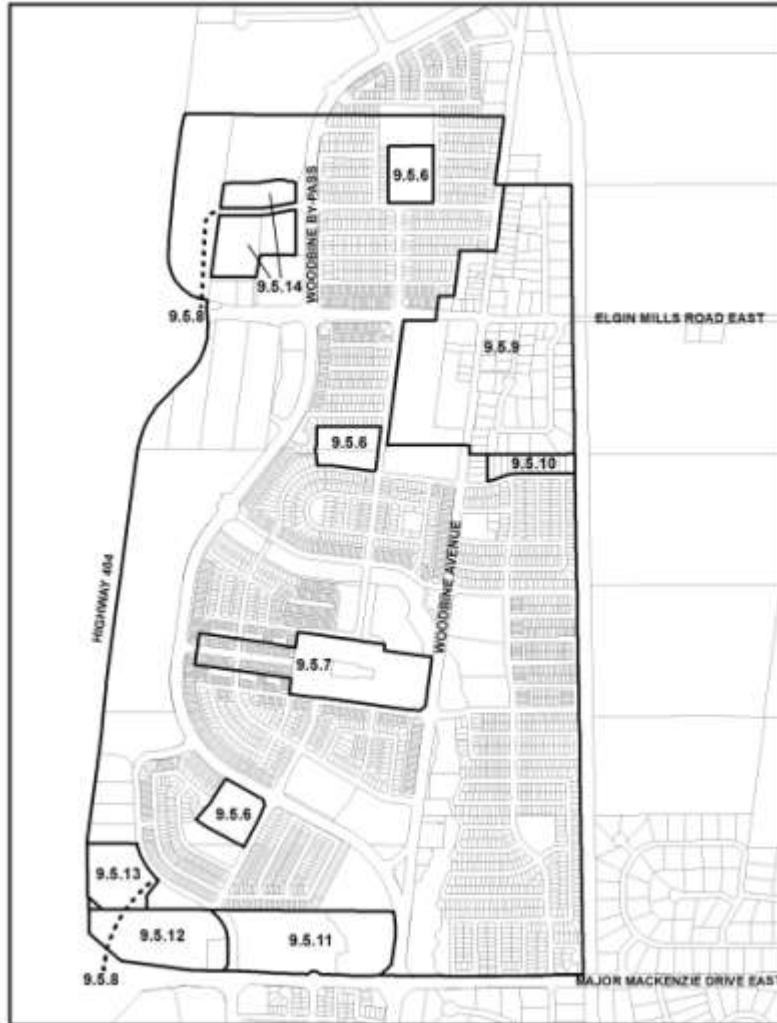 9.5.6
WOODBINE BY-PASS
9.5.14
9.5.8
ELGIN MILLS ROAD EAST
9.5.9
9.5.6
9.5.10
HIGHWAY 404
WOODBINE AVENUE
9.5.7
9.5.6
9.5.13
9.5.12
9.5.11
9.5.8
MAJOR MACKENZIE DRIVE EAST